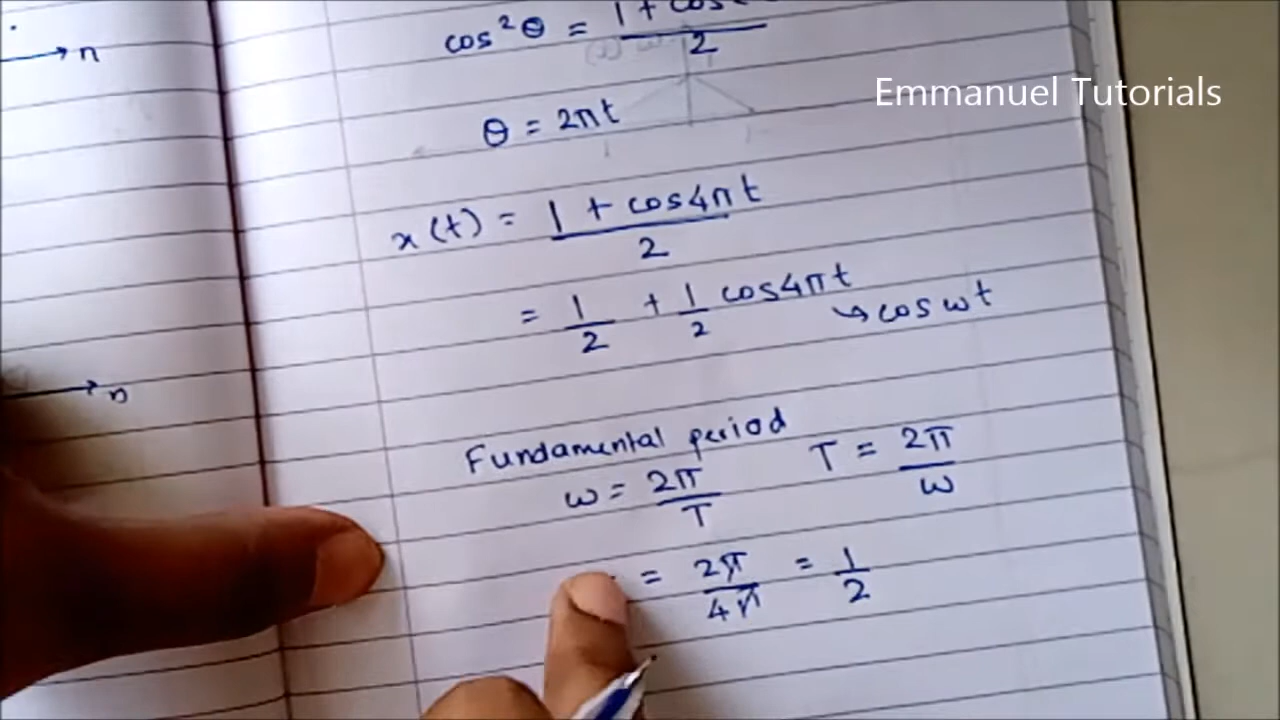 n
cos²θ = 1 + cos / 2
Emmanuel Tutorials
θ = 2πt
x(t) = 1 + cos4πt / 2
= 1/2 + 1/2 cos4πt
↳ cos ωt
n
Fundamental period
ω = 2π/T T = 2π/ω
= 2π/4π = 1/2